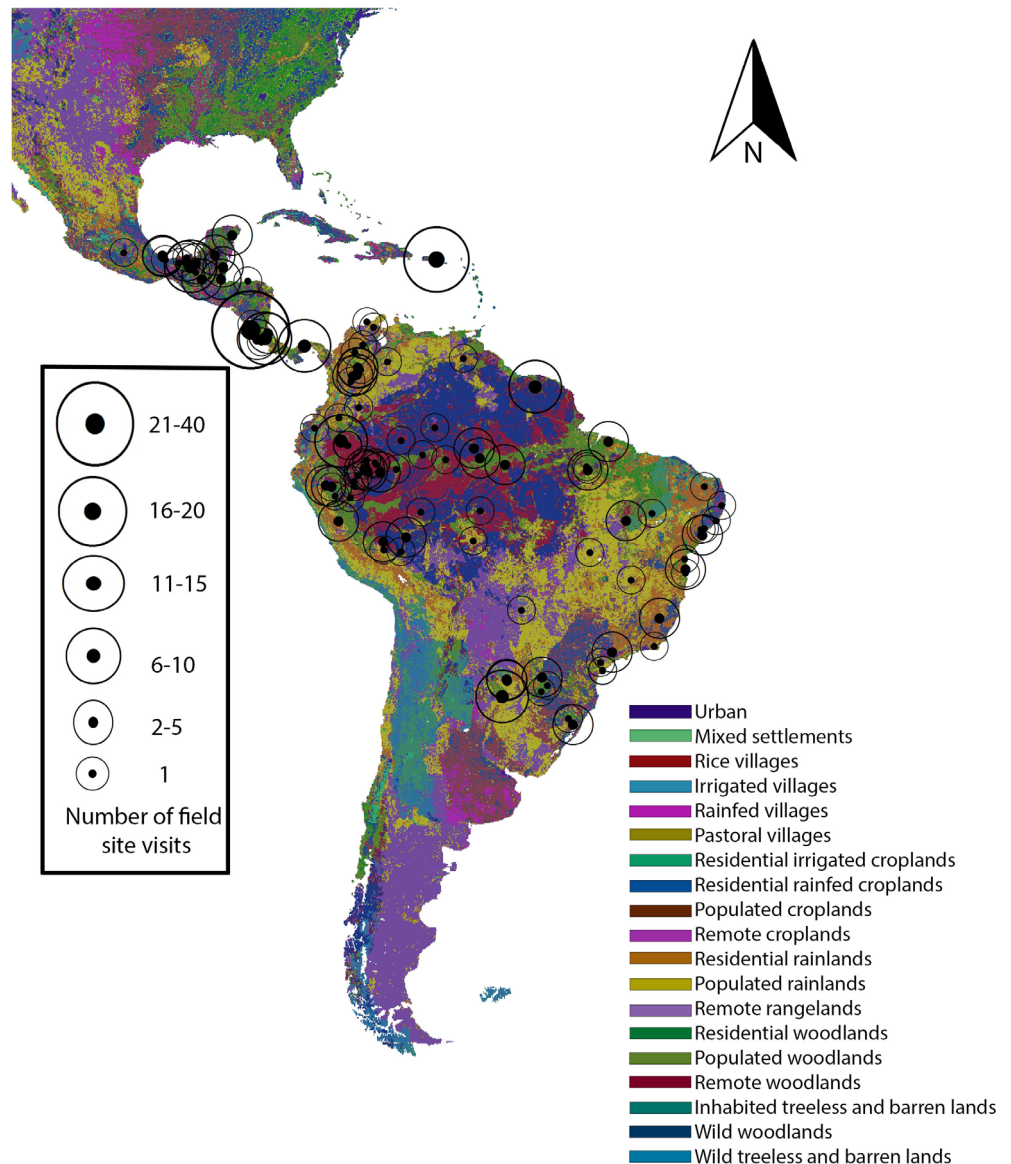 N
21-40
16-20
11-15
6-10
2-5
1
Number of field
site visits
Urban
Mixed settlements
Rice villages
Irrigated villages
Rainfed villages
Pastoral villages
Residential irrigated croplands
Residential rainfed croplands
Populated croplands
Remote croplands
Residential rainlands
Populated rainlands
Remote rangelands
Residential woodlands
Populated woodlands
Remote woodlands
Inhabited treeless and barren lands
Wild woodlands
Wild treeless and barren lands